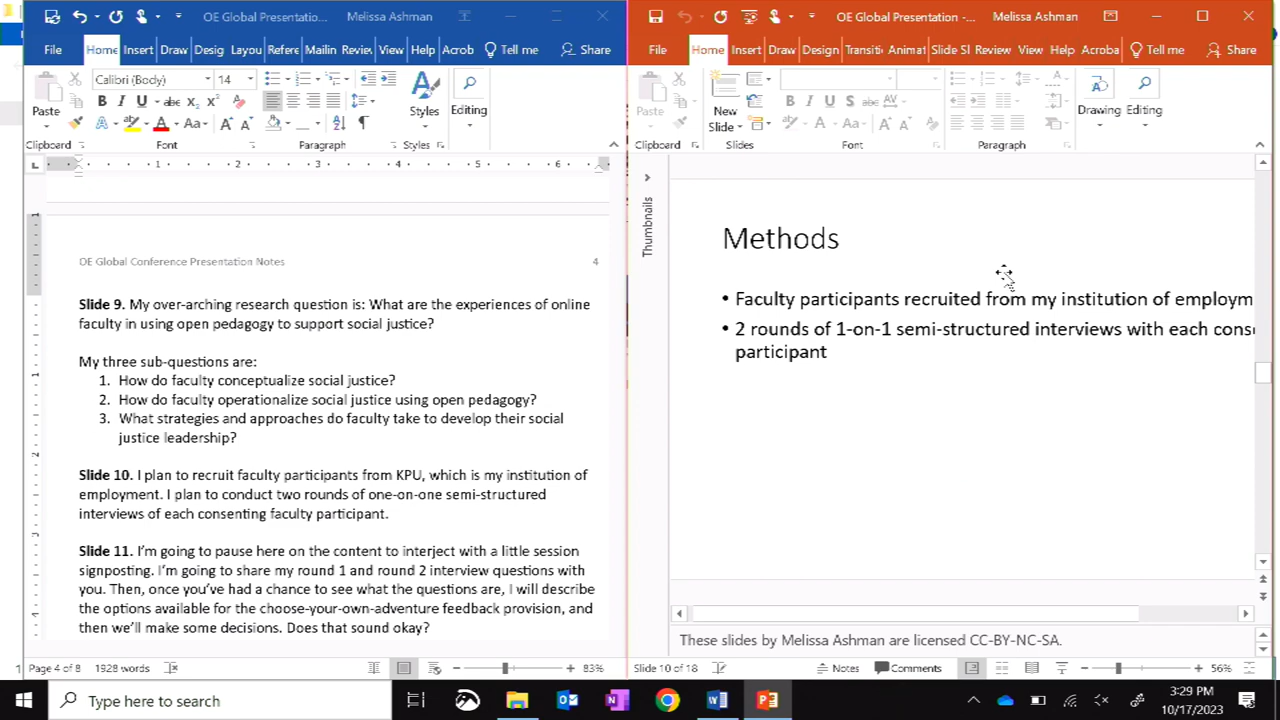 OE Global Presentatio... Melissa Ashman
File Home Insert Draw Desig Layou Refere Mailin Review View Help Acrob Tell me Share
Calibri (Body) 14
Paste Styles Editing
Clipboard Font Paragraph Styles
1 2 3 4 5 6
OE Global Conference Presentation Notes 4
Slide 9. My over-arching research question is: What are the experiences of online
faculty in using open pedagogy to support social justice?
My three sub-questions are:
1. How do faculty conceptualize social justice?
2. How do faculty operationalize social justice using open pedagogy?
3. What strategies and approaches do faculty take to develop their social
justice leadership?
Slide 10. I plan to recruit faculty participants from KPU, which is my institution of
employment. I plan to conduct two rounds of one-on-one semi-structured
interviews of each consenting faculty participant.
Slide 11. I'm going to pause here on the content to interject with a little session
signposting. I'm going to share my round 1 and round 2 interview questions with
you. Then, once you've had a chance to see what the questions are, I will describe
the options available for the choose-your-own-adventure feedback provision, and
then we'll make some decisions. Does that sound okay?
Page 4 of 8 1928 words 83%
OE Global Presentation -... Melissa Ashman
File Home Insert Draw Design Transiti Animat Slide Sl Review View Help Acroba Tell me Share
Paste New Slide Drawing Editing
Clipboard Slides Font Paragraph
Thumbnails
Methods
• Faculty participants recruited from my institution of employm
• 2 rounds of 1-on-1 semi-structured interviews with each cons
participant
These slides by Melissa Ashman are licensed CC-BY-NC-SA.
Slide 10 of 18 Notes Comments 56%
Type here to search
3:29 PM
10/17/2023